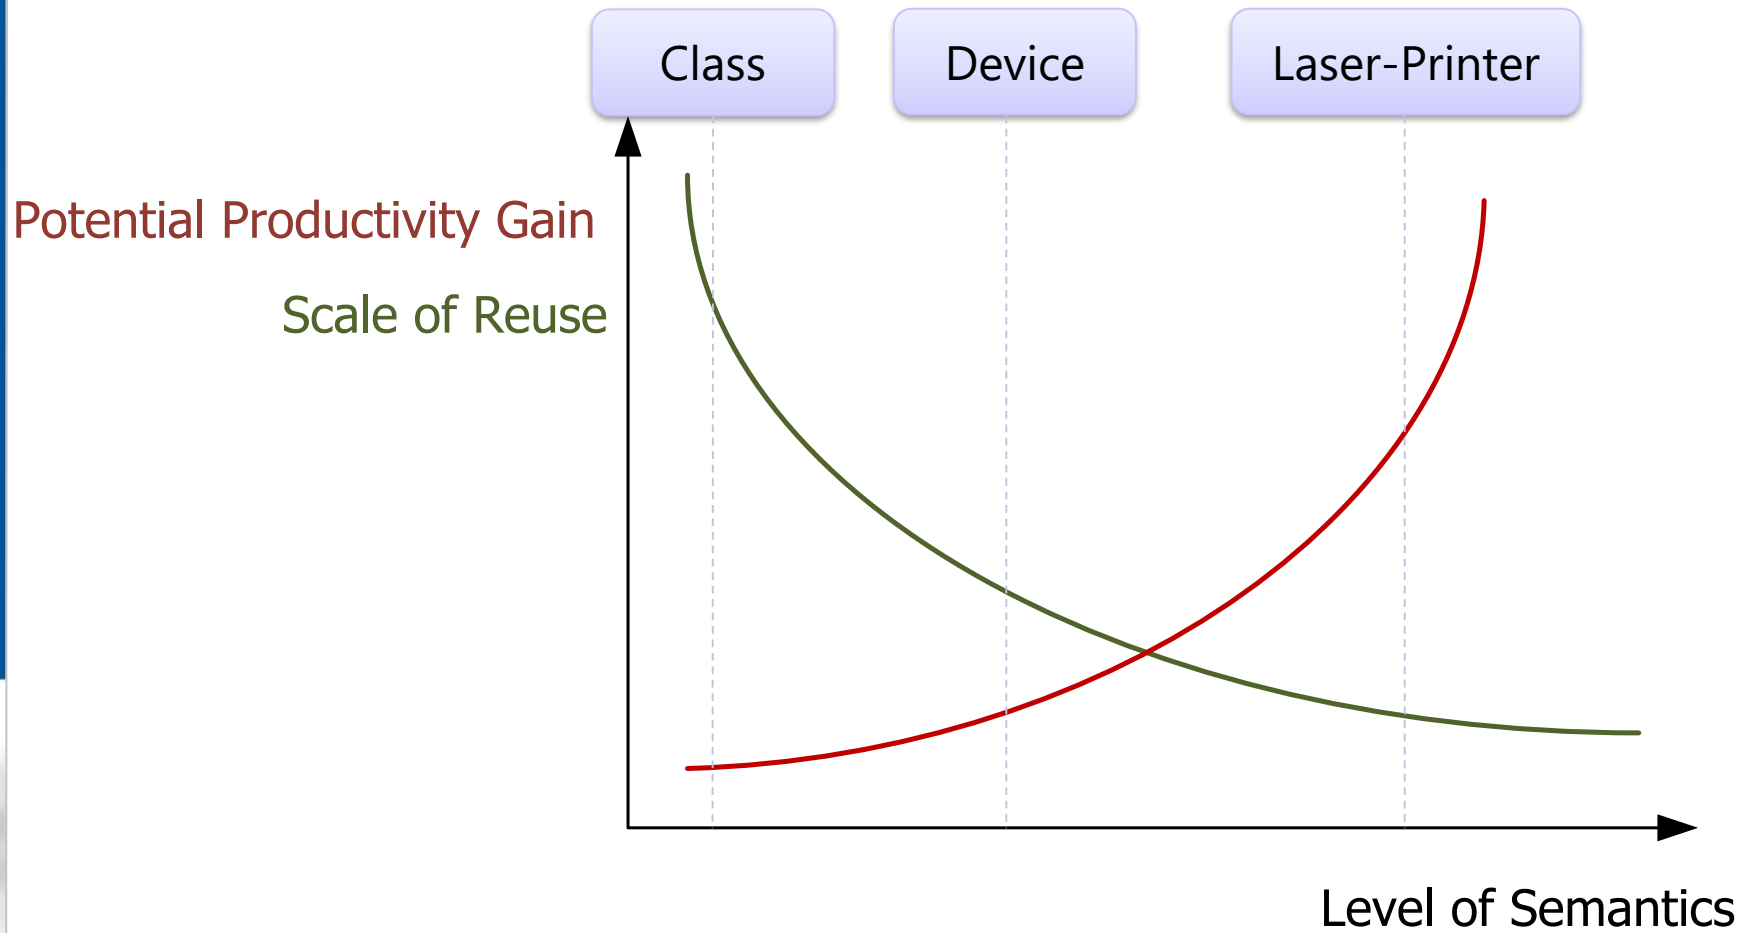 Class
Device
Laser-Printer
Potential Productivity Gain
Scale of Reuse
Level of Semantics